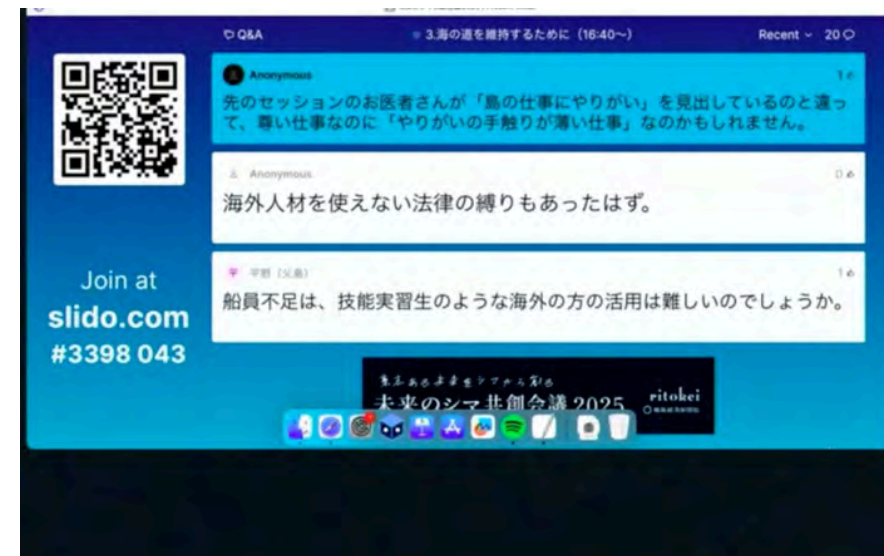 Q&A
3.海の道を維持するために（16:40～）
Recent
20
Anonymous
1
先のセッションのお医者さんが「島の仕事にやりがい」を見出しているのと違っ
て、尊い仕事なのに「やりがいの手触りが薄い仕事」なのかもしれません。
Anonymous
0
海外人材を使えない法律の縛りもあったはず。
平野（父島）
1
船員不足は、技能実習生のような海外の方の活用は難しいのでしょうか。
Join at
slido.com
#3398 043
未来のシマ共創会議 2025
ritokei